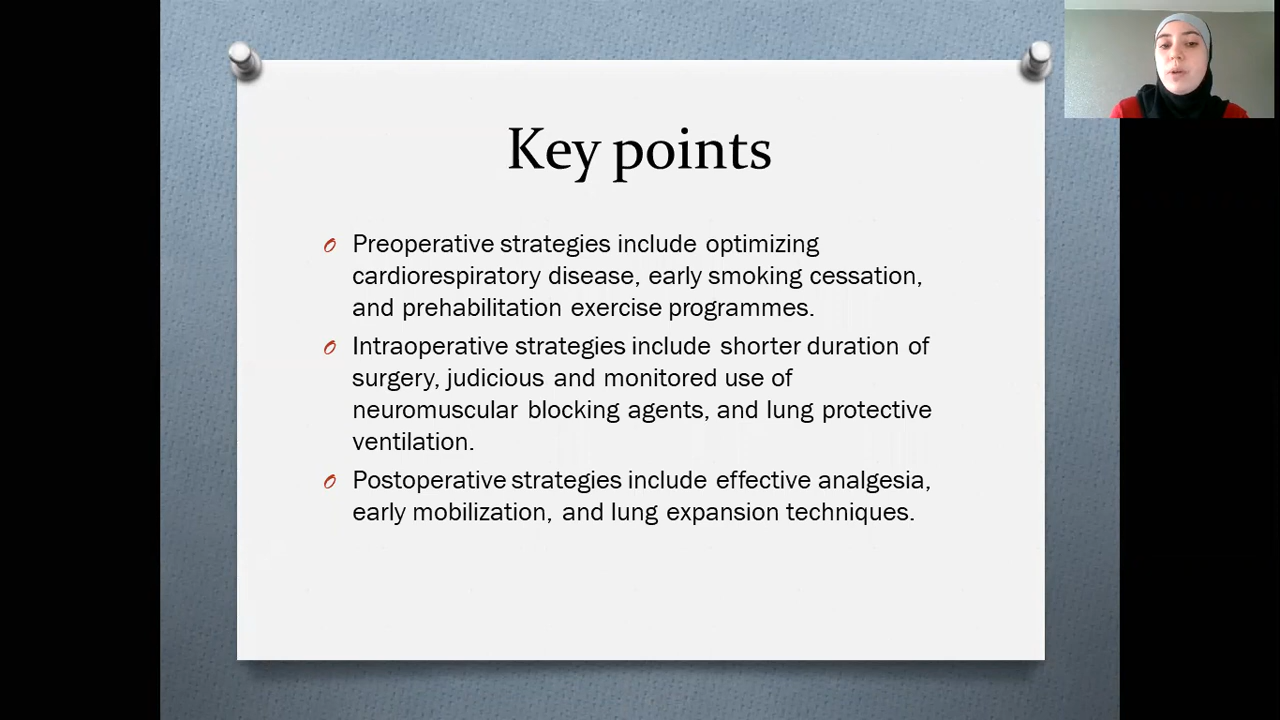 Key points
Preoperative strategies include optimizing
cardiorespiratory disease, early smoking cessation,
and prehabilitation exercise programmes.
Intraoperative strategies include shorter duration of
surgery, judicious and monitored use of
neuromuscular blocking agents, and lung protective
ventilation.
Postoperative strategies include effective analgesia,
early mobilization, and lung expansion techniques.